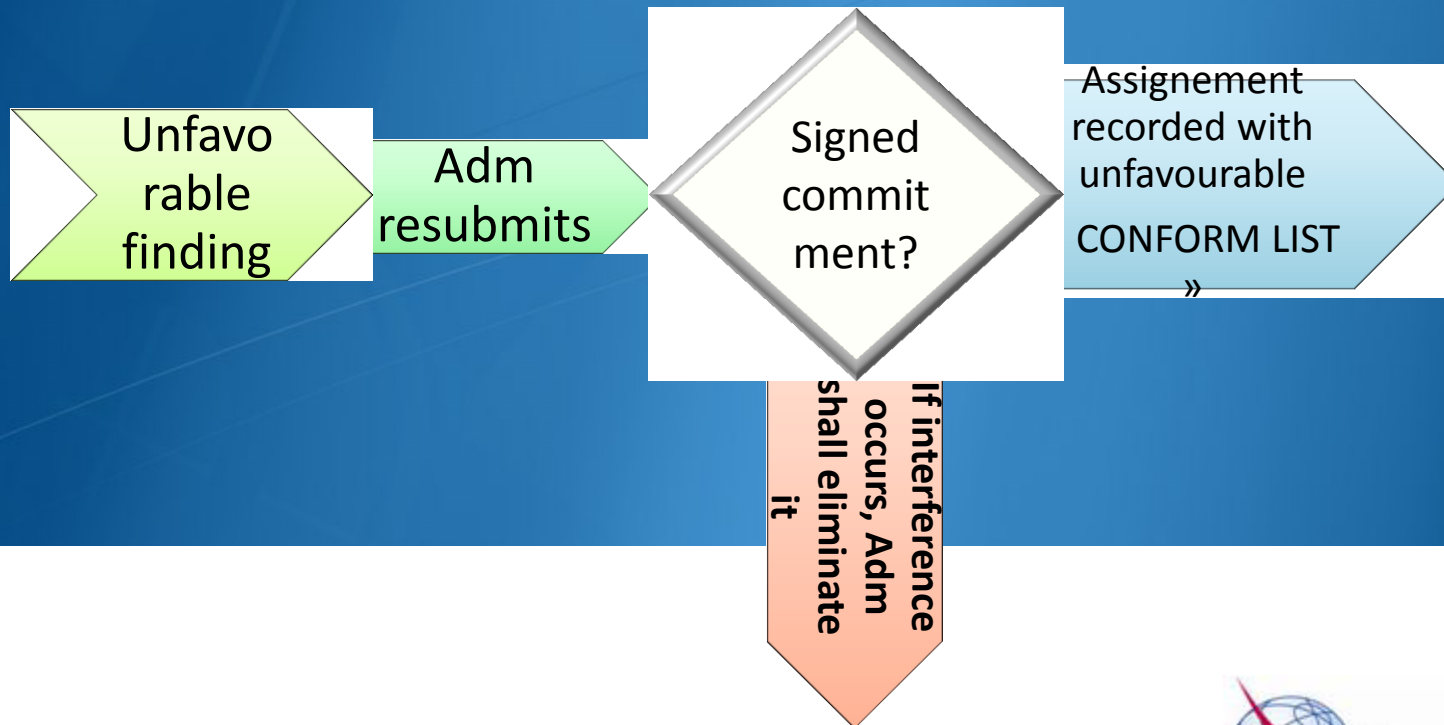 Unfavo
rable
finding
Adm
resubmits
Signed
commit
ment?
Assignement
recorded with
unfavourable
CONFORM LIST
»
If interference
occurs, Adm
shall eliminate
it